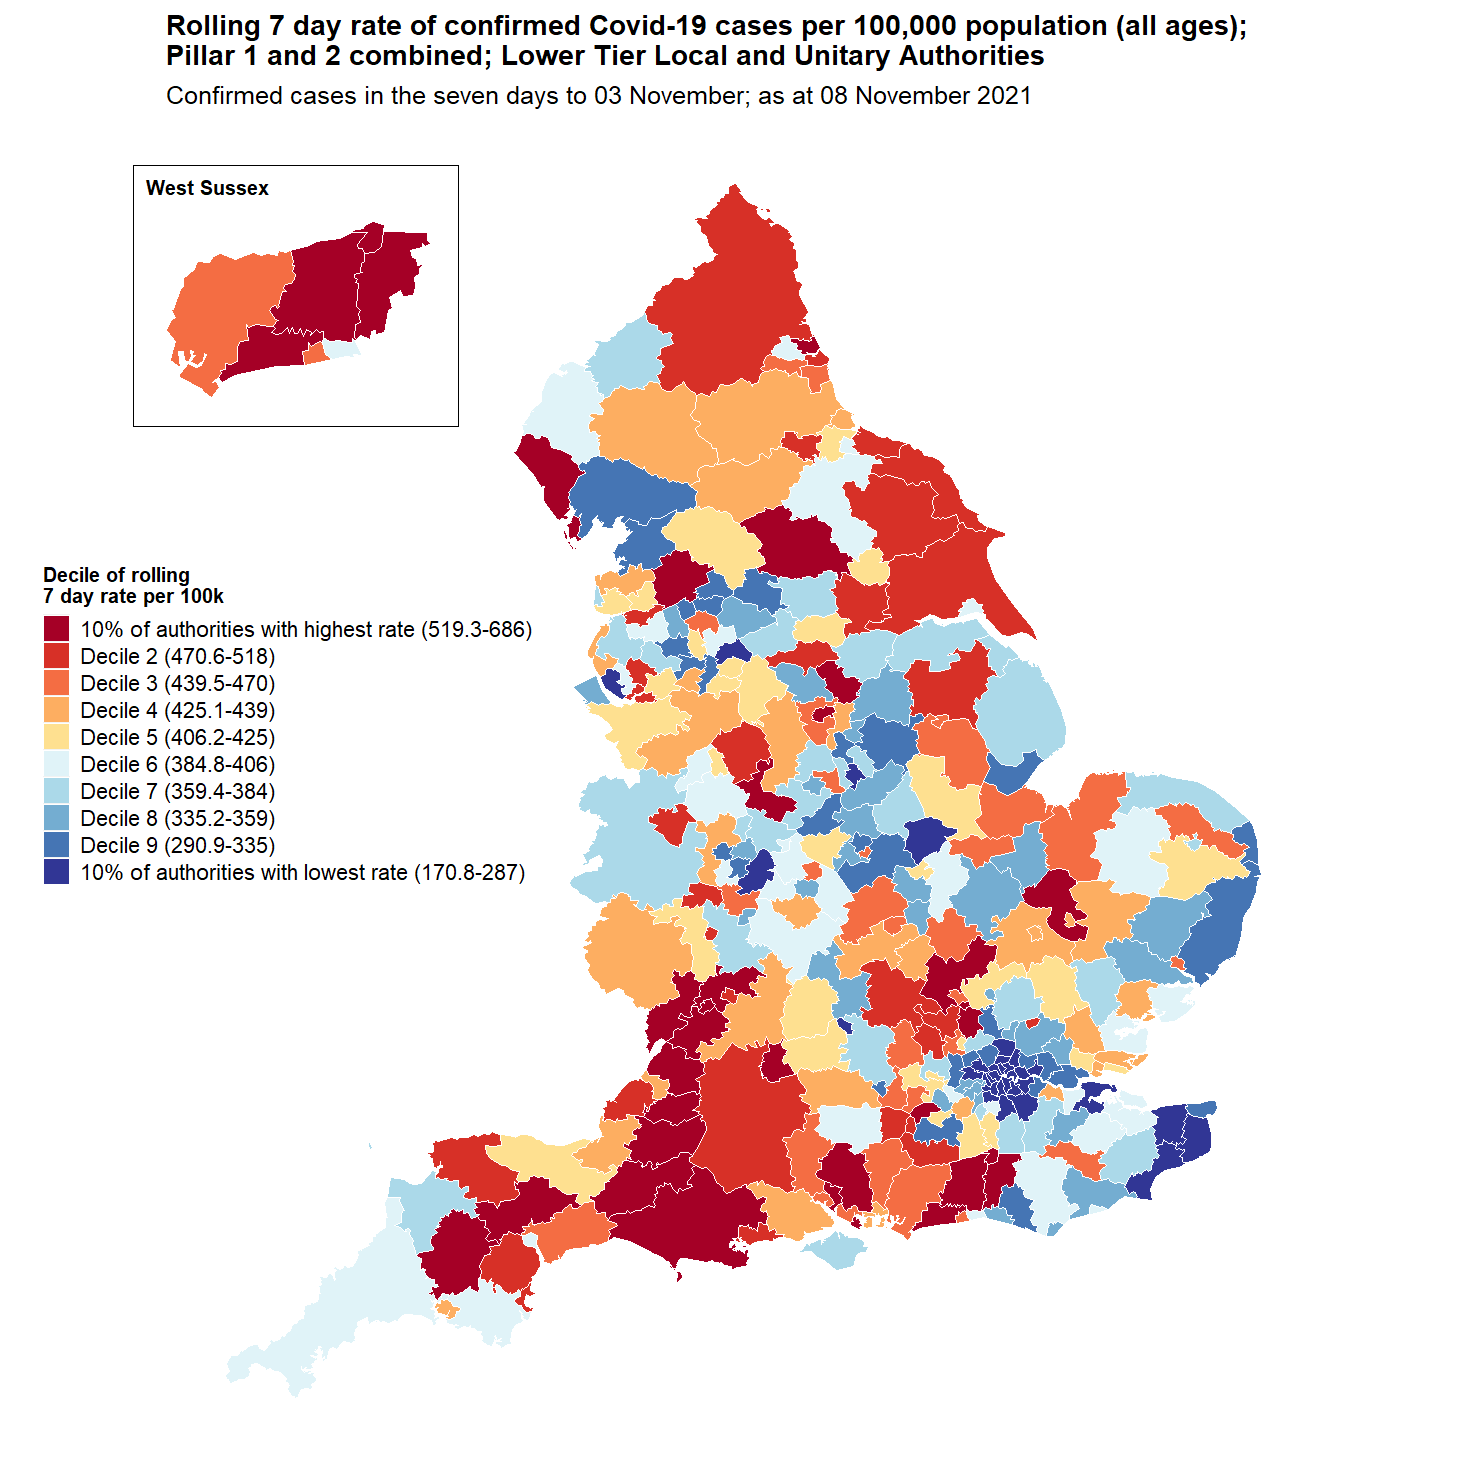 Rolling 7 day rate of confirmed Covid-19 cases per 100,000 population (all ages);
Pillar 1 and 2 combined; Lower Tier Local and Unitary Authorities
Confirmed cases in the seven days to 03 November; as at 08 November 2021
West Sussex
Decile of rolling
7 day rate per 100k
10% of authorities with highest rate (519.3-686)
Decile 2 (470.6-518)
Decile 3 (439.5-470)
Decile 4 (425.1-439)
Decile 5 (406.2-425)
Decile 6 (384.8-406)
Decile 7 (359.4-384)
Decile 8 (335.2-359)
Decile 9 (290.9-335)
10% of authorities with lowest rate (170.8-287)